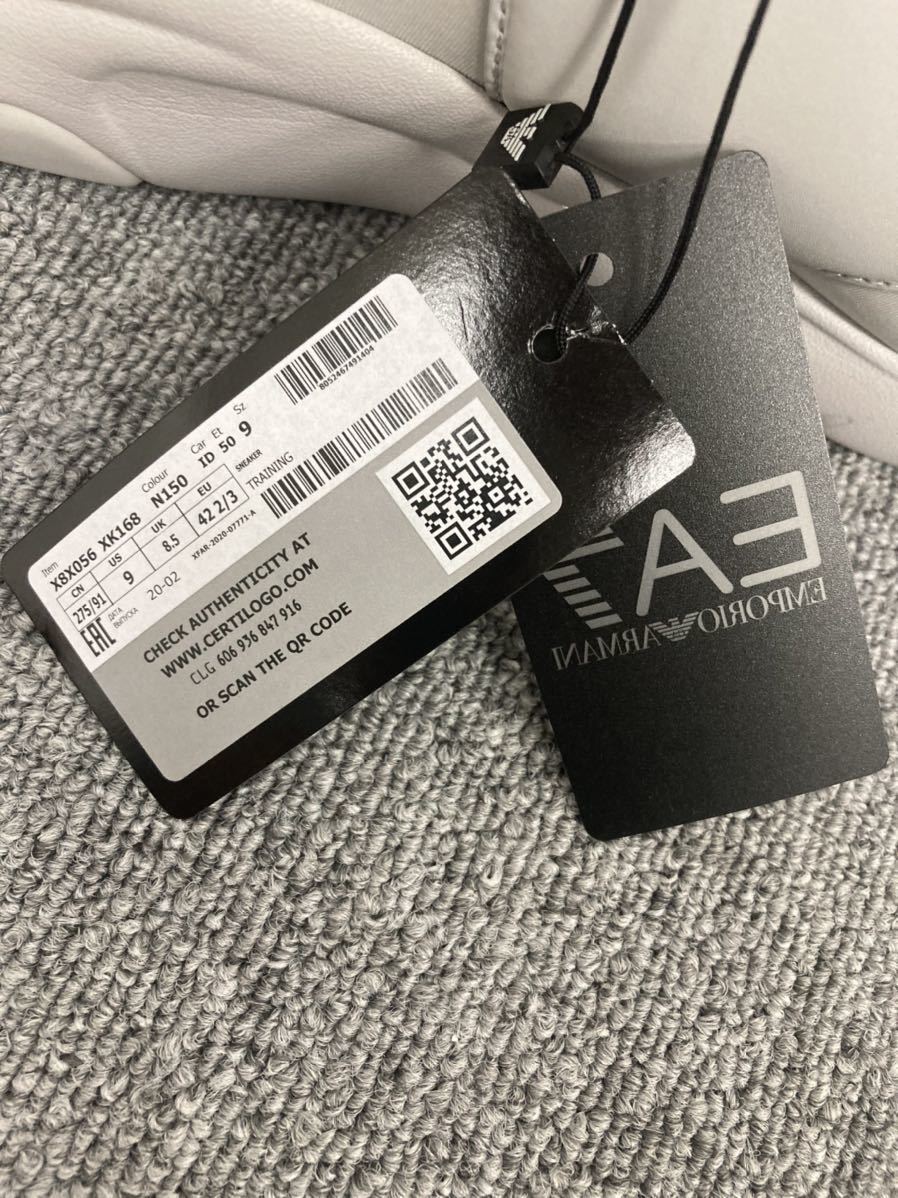 Item
Colour
Car Et Sz
X8X056 XK168 N150 ID 50 9
CN US UK EU
275/91 9 8.5 42 2/3
SNEAKER
TRAINING
EAC ДАТА ВЫПУСКА 20-02
XFAR-2020-07771-A
8052467491404
CHECK AUTHENTICITY AT
WWW.CERTILOGO.COM
CLG 606 936 847 916
OR SCAN THE QR CODE
EA7
EMPORIO ARMANI